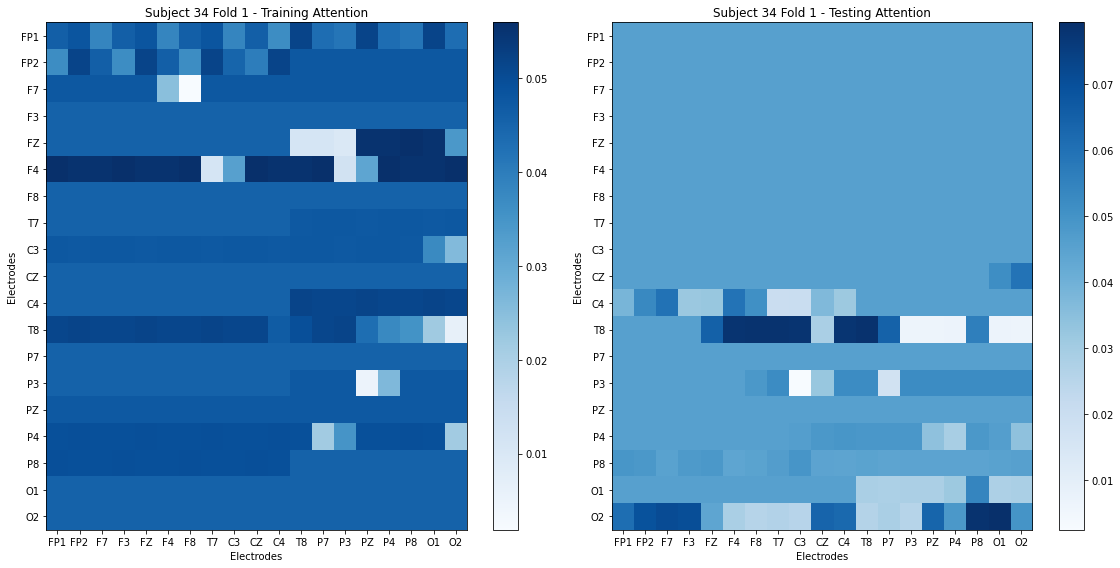 Subject 34 Fold 1 - Training Attention
Electrodes
FP1
FP2
F7
F3
FZ
F4
F8
T7
C3
CZ
C4
T8
P7
P3
PZ
P4
P8
O1
O2
FP1 FP2 F7 F3 FZ F4 F8 T7 C3 CZ C4 T8 P7 P3 PZ P4 P8 O1 O2
Electrodes
0.05
0.04
0.03
0.02
0.01
Subject 34 Fold 1 - Testing Attention
Electrodes
FP1
FP2
F7
F3
FZ
F4
F8
T7
C3
CZ
C4
T8
P7
P3
PZ
P4
P8
O1
O2
FP1 FP2 F7 F3 FZ F4 F8 T7 C3 CZ C4 T8 P7 P3 PZ P4 P8 O1 O2
Electrodes
0.07
0.06
0.05
0.04
0.03
0.02
0.01